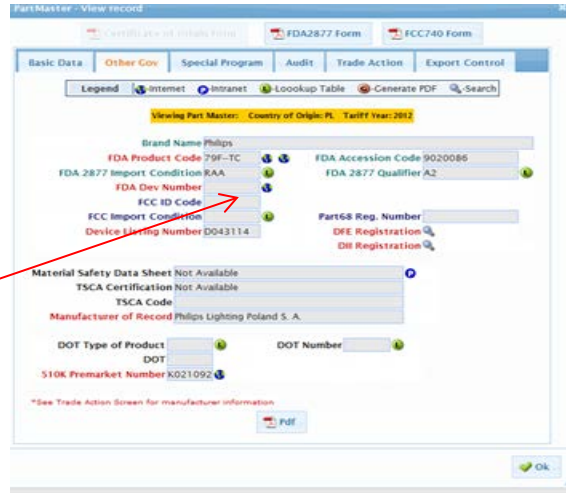 PartMaster - View record
Certificate of Origin Form FDA2877 Form FCC740 Form
Basic Data Other Gov Special Program Audit Trade Action Export Control
Legend -Internet -Intranet -Loookup Table -Generate PDF -Search
Viewing Part Master: Country of Origin: PL Tariff Year: 2012
Brand Name Philips
FDA Product Code 79F--TC FDA Accession Code 9020086
FDA 2877 Import Condition RAA FDA 2877 Qualifier A2
FDA Dev Number
FCC ID Code
FCC Import Condition Part68 Reg. Number
Device Listing Number D043114 DFE Registration
DII Registration
Material Safety Data Sheet Not Available
TSCA Certification Not Available
TSCA Code
Manufacturer of Record Philips Lighting Poland S. A.
DOT Type of Product DOT Number
DOT
510K Premarket Number K021092
*See Trade Action Screen for manufacturer information
Pdf
Ok